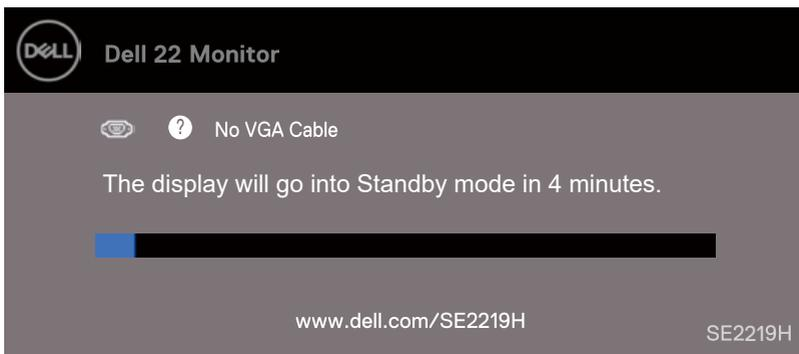 DELL Dell 22 Monitor
? No VGA Cable
The display will go into Standby mode in 4 minutes.
www.dell.com/SE2219H
SE2219H